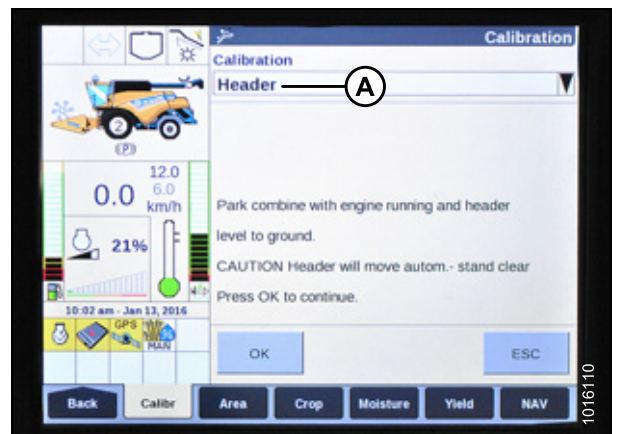 Calibration
Calibration
Header
A
2
(P)
12.0
6.0
0.0 km/h
21%
Park combine with engine running and header
level to ground.
CAUTION Header will move autom.- stand clear
Press OK to continue.
10:02 am - Jan 13, 2016
GPS
MAN
OK
ESC
Back
Calibr
Area
Crop
Moisture
Yield
NAV
1016110